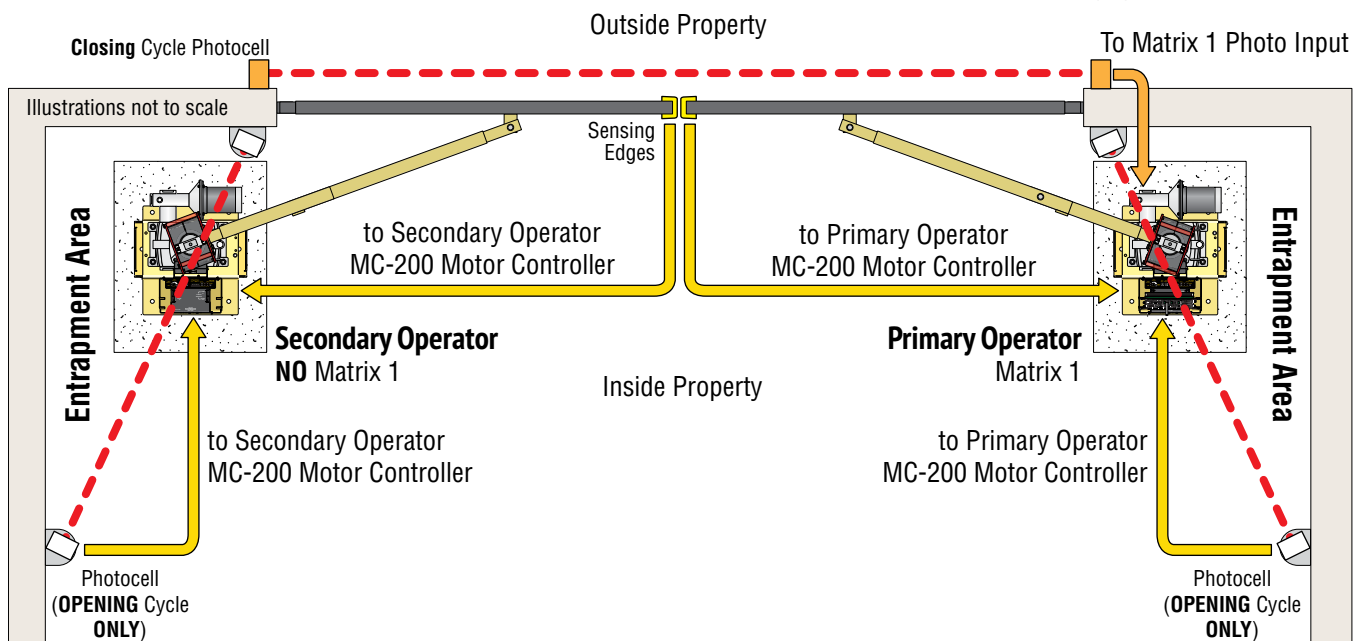 Outside Property
Closing Cycle Photocell
To Matrix 1 Photo Input
Illustrations not to scale
Sensing
Edges
Entrapment Area
to Secondary Operator
MC-200 Motor Controller
to Primary Operator
MC-200 Motor Controller
Entrapment Area
Secondary Operator
NO Matrix 1
Primary Operator
Matrix 1
Inside Property
to Secondary Operator
MC-200 Motor Controller
to Primary Operator
MC-200 Motor Controller
Photocell
(OPENING Cycle
ONLY)
Photocell
(OPENING Cycle
ONLY)